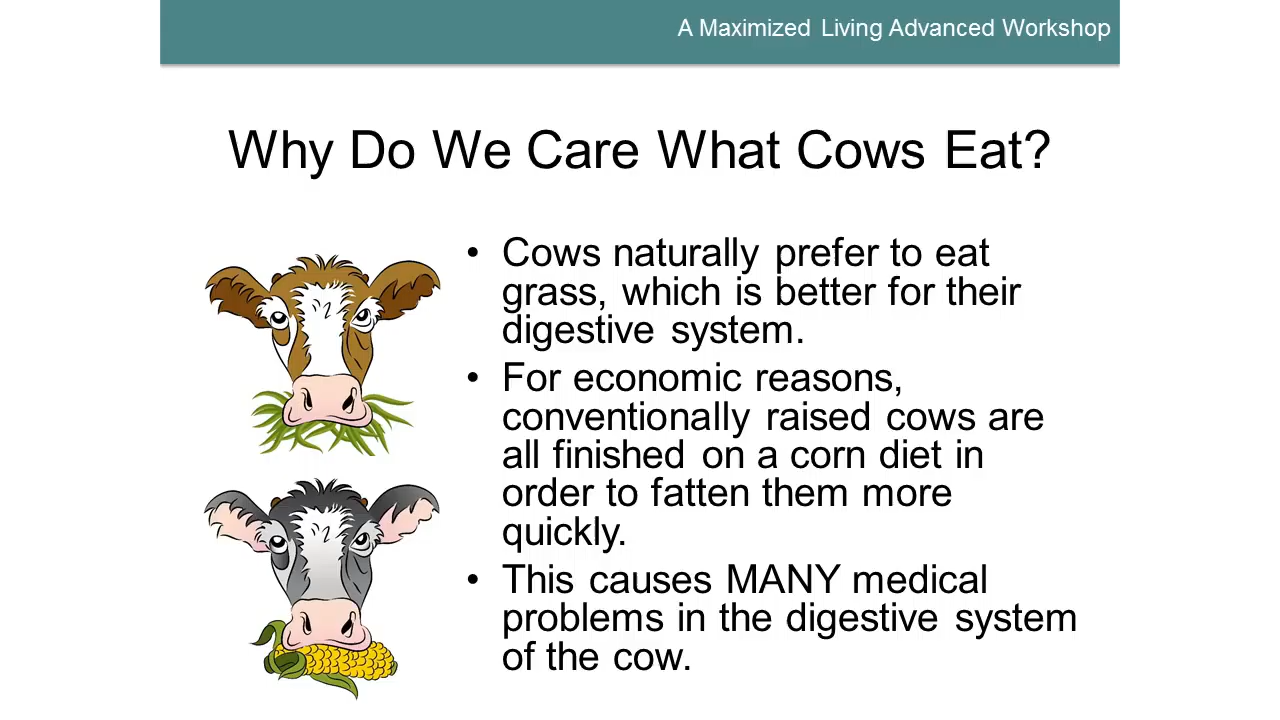 A Maximized Living Advanced Workshop
Why Do We Care What Cows Eat?
• Cows naturally prefer to eat
grass, which is better for their
digestive system.
• For economic reasons,
conventionally raised cows are
all finished on a corn diet in
order to fatten them more
quickly.
• This causes MANY medical
problems in the digestive system
of the cow.